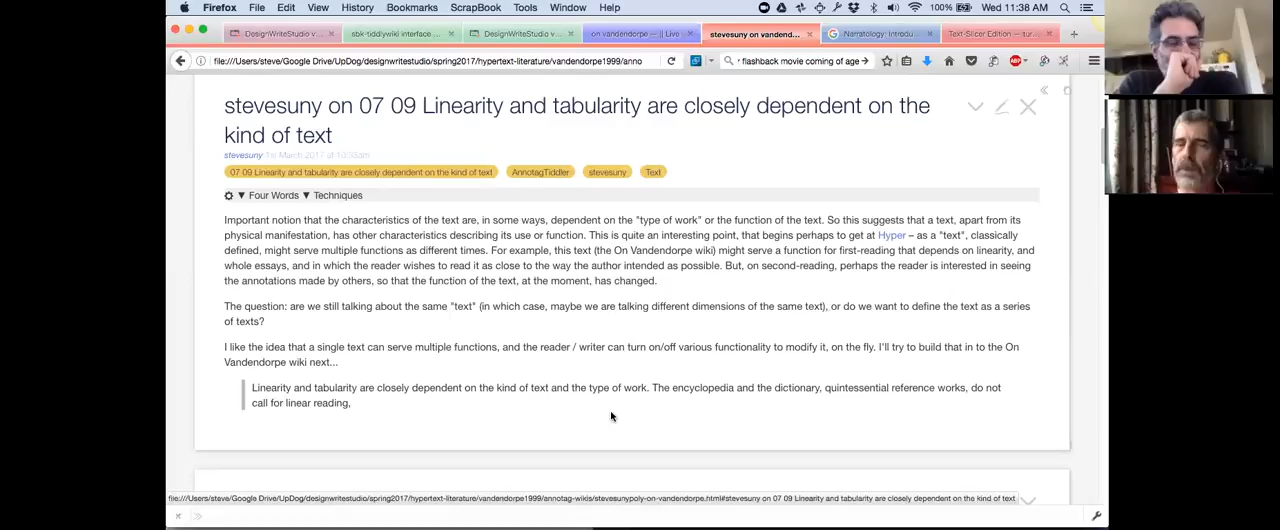 Firefox File Edit View History Bookmarks ScrapBook Tools Window Help 100% Wed 11:38 AM
DesignWriteStudio v... sbk-tiddlywiki interface... DesignWriteStudio v... on vandendorpe — || Live stevesuny on vandend... Narratology: Introdu... Text-Slicer Edition — tur...
file:///Users/steve/Google Drive/UpDog/designwritestudio/spring2017/hypertext-literature/vandendorpe1999/anno flashback movie coming of age
stevesuny on 07 09 Linearity and tabularity are closely dependent on the
kind of text
stevesuny 1st March 2017 at 10:35am
07 09 Linearity and tabularity are closely dependent on the kind of text AnnotagTiddler stevesuny Text
▼ Four Words ▼ Techniques
Important notion that the characteristics of the text are, in some ways, dependent on the "type of work" or the function of the text. So this suggests that a text, apart from its
physical manifestation, has other characteristics describing its use or function. This is quite an interesting point, that begins perhaps to get at Hyper – as a "text", classically
defined, might serve multiple functions as different times. For example, this text (the On Vandendorpe wiki) might serve a function for first-reading that depends on linearity, and
whole essays, and in which the reader wishes to read it as close to the way the author intended as possible. But, on second-reading, perhaps the reader is interested in seeing
the annotations made by others, so that the function of the text, at the moment, has changed.
The question: are we still talking about the same "text" (in which case, maybe we are talking different dimensions of the same text), or do we want to define the text as a series
of texts?
I like the idea that a single text can serve multiple functions, and the reader / writer can turn on/off various functionality to modify it, on the fly. I'll try to build that in to the On
Vandendorpe wiki next...
Linearity and tabularity are closely dependent on the kind of text and the type of work. The encyclopedia and the dictionary, quintessential reference works, do not
call for linear reading,
file:///Users/steve/Google Drive/UpDog/designwritestudio/spring2017/hypertext-literature/vandendorpe1999/annotag-wikis/stevesunypoly-on-vandendorpe.html#stevesuny on 07 09 Linearity and tabularity are closely dependent on the kind of text